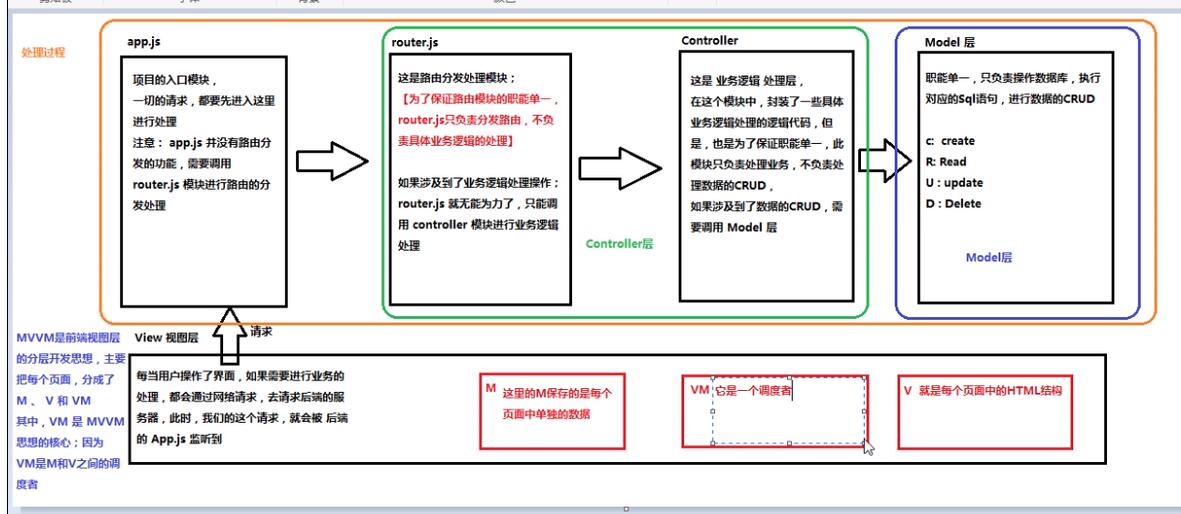 处理过程
app.js
项目的入口模块，
一切的请求，都要先进入这里
进行处理
注意： app.js 并没有路由分
发的功能，需要调用
router.js 模块进行路由的分
发处理
router.js
这是路由分发处理模块；
【为了保证路由模块的职能单一，
router.js只负责分发路由，不负
责具体业务逻辑的处理】
如果涉及到了业务逻辑处理操作；
router.js 就无能为力了，只能调
用 controller 模块进行业务逻辑
处理
Controller层
Controller
这是 业务逻辑 处理层，
在这个模块中，封装了一些具体
业务逻辑处理的逻辑代码，但
是，也是为了保证职能单一，此
模块只负责处理业务，不负责处
理数据的CRUD，
如果涉及到了数据的CRUD，需
要调用 Model 层
Model 层
职能单一，只负责操作数据库，执行
对应的Sql语句，进行数据的CRUD
c: create
R: Read
U : update
D : Delete
Model层
请求
MVVM是前端视图层
的分层开发思想，主要
把每个页面，分成了
M 、 V 和 VM
其中，VM 是 MVVM
思想的核心；因为
VM是M和V之间的调
度者
View 视图层
每当用户操作了界面，如果需要进行业务的
处理，都会通过网络请求，去请求后端的服
务器，此时，我们的这个请求，就会被 后端
的 App.js 监听到
M 这里的M保存的是每个
页面中单独的数据
VM 它是一个调度者
V 就是每个页面中的HTML结构